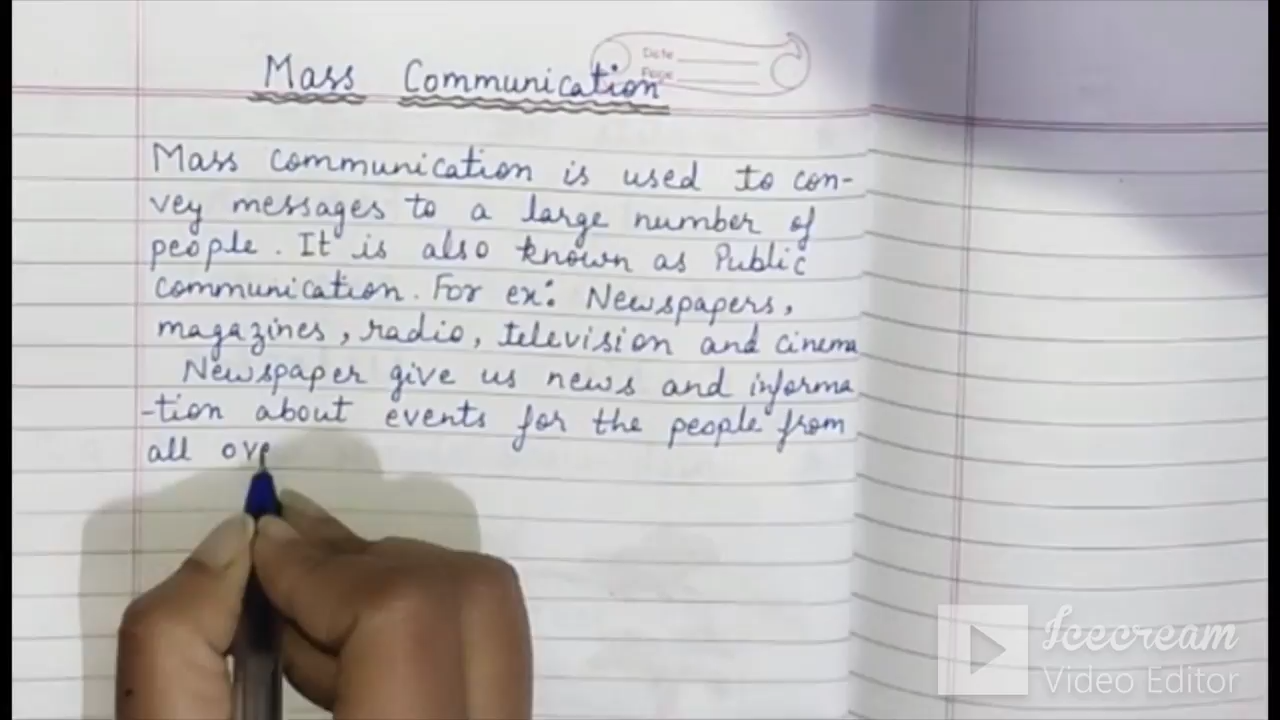 Date
Page
Mass Communication
Mass communication is used to con-
vey messages to a large number of
people. It is also known as Public
communication. For ex: Newspapers,
magazines, radio, television and cinema
Newspaper give us news and informa
-tion about events for the people from
all ove
Icecream
Video Editor